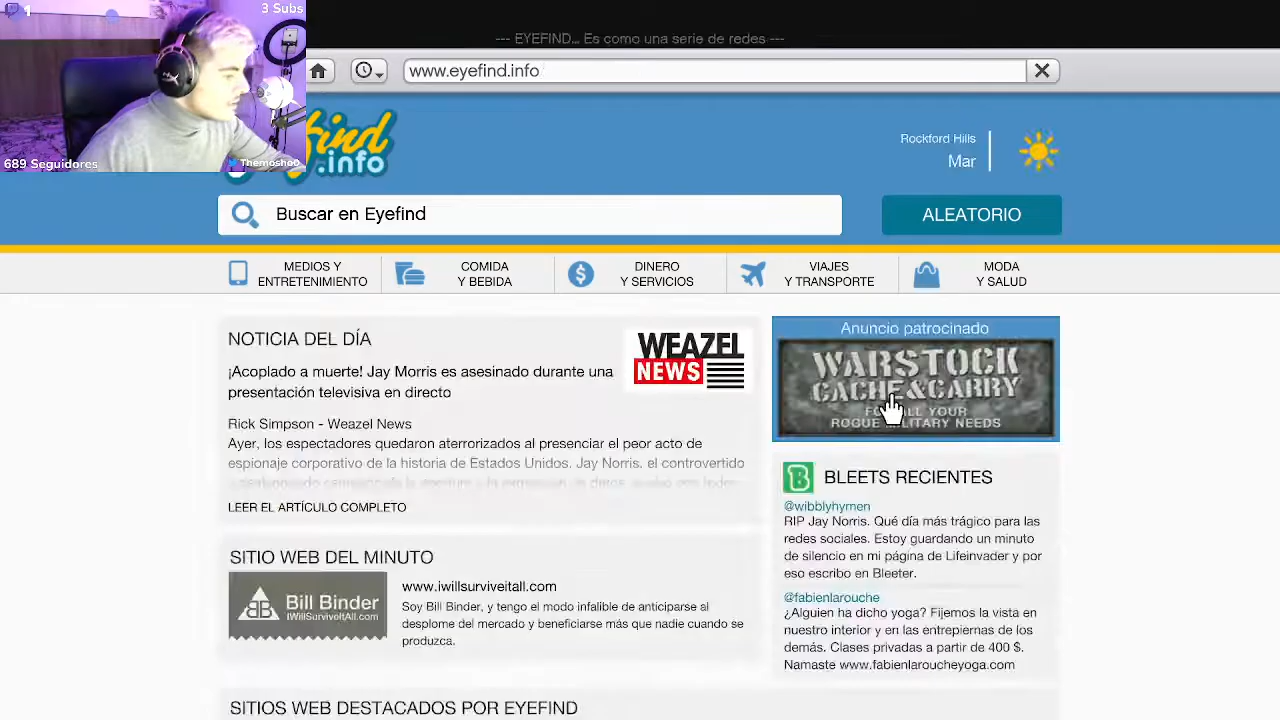 1
3 Subs
689 Seguidores
Themosho0
--- EYEFIND... Es como una serie de redes ---
www.eyefind.info
find
.info
Rockford Hills
Mar
Buscar en Eyefind
ALEATORIO
MEDIOS Y
ENTRETENIMIENTO
COMIDA
Y BEBIDA
DINERO
Y SERVICIOS
VIAJES
Y TRANSPORTE
MODA
Y SALUD
NOTICIA DEL DÍA
WEAZEL
NEWS
¡Acoplado a muerte! Jay Morris es asesinado durante una
presentación televisiva en directo
Rick Simpson - Weazel News
Ayer, los espectadores quedaron aterrorizados al presenciar el peor acto de
espionaje corporativo de la historia de Estados Unidos. Jay Norris, el controvertido
LEER EL ARTÍCULO COMPLETO
Anuncio patrocinado
WARSTOCK
CACHE & CARRY
FOR ALL YOUR
ROGUE MILITARY NEEDS
B BLEETS RECIENTES
@wibblyhymen
RIP Jay Norris. Qué día más trágico para las
redes sociales. Estoy guardando un minuto
de silencio en mi página de Lifeinvader y por
eso escribo en Bleeter.
@fabienlarouche
¿Alguien ha dicho yoga? Fijemos la vista en
nuestro interior y en las entrepiernas de los
demás. Clases privadas a partir de 400 $.
Namaste www.fabienlaroucheyoga.com
SITIO WEB DEL MINUTO
Bill Binder
IWillSurviveItAll.com
www.iwillsurviveitall.com
Soy Bill Binder, y tengo el modo infalible de anticiparse al
desplome del mercado y beneficiarse más que nadie cuando se
produzca.
SITIOS WEB DESTACADOS POR EYEFIND